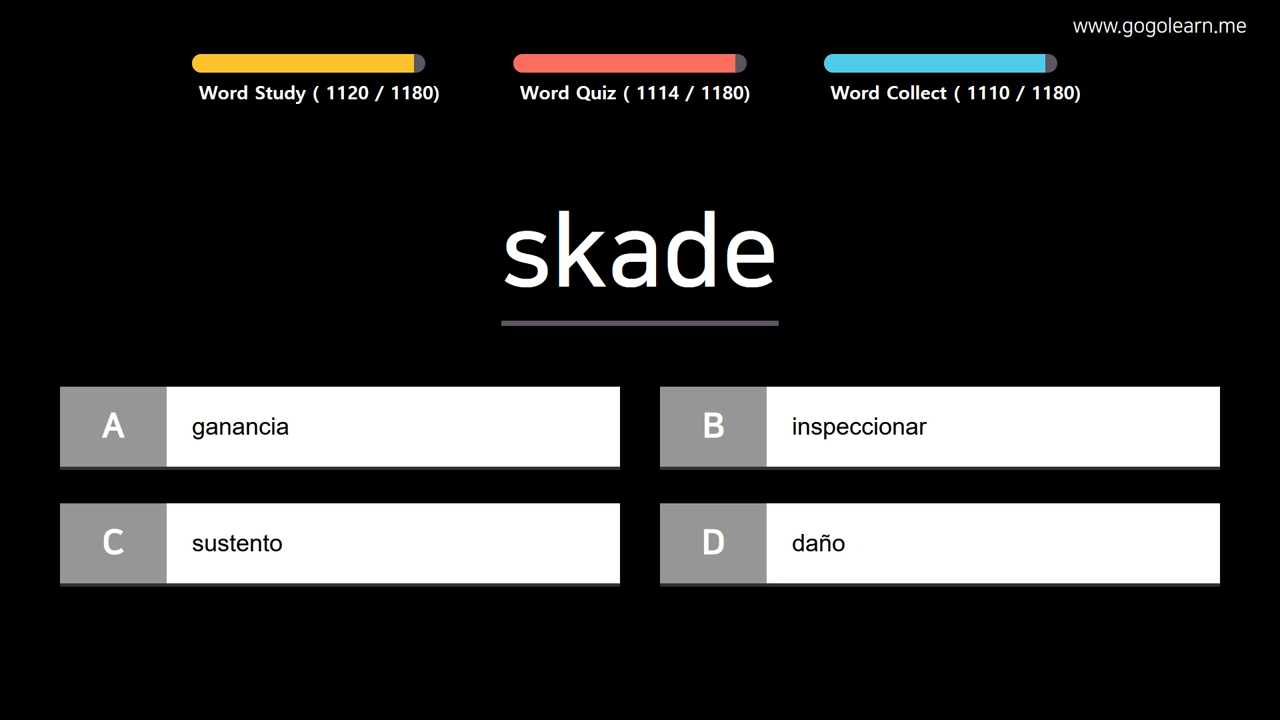 www.gogolearn.me
Word Study ( 1120 / 1180)
Word Quiz ( 1114 / 1180)
Word Collect ( 1110 / 1180)
skade
A ganancia
B inspeccionar
C sustento
D daño